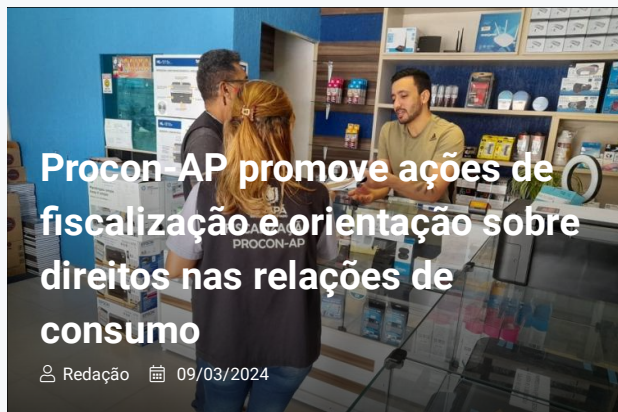 Procon-AP promove ações de
fiscalização e orientação sobre
direitos nas relações de
consumo
Redação 09/03/2024
PROCON-AP